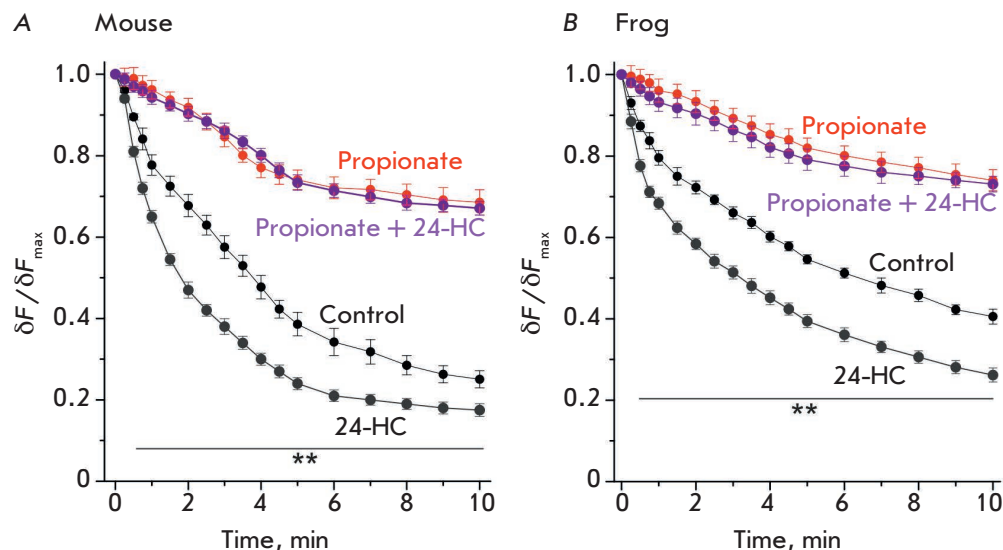 A Mouse
1.0
0.8
0.6
0.4
0.2
0
δF / δFmax
Propionate
Propionate + 24-HC
Control
24-HC
**
0 2 4 6 8 10
Time, min
B Frog
1.0
0.8
0.6
0.4
0.2
0
δF / δFmax
Propionate
Propionate + 24-HC
Control
24-HC
**
0 2 4 6 8 10
Time, min